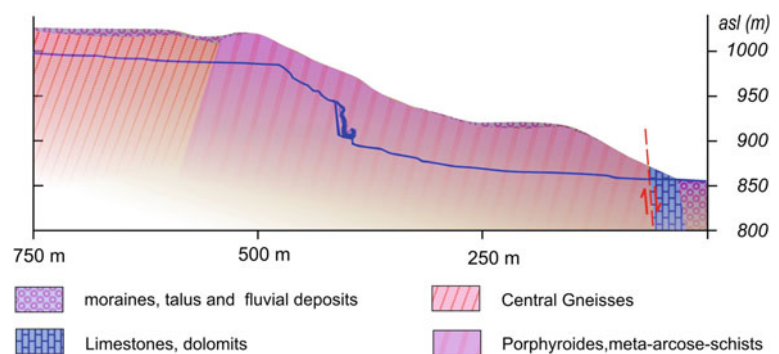 asl (m)
1000
950
900
850
800
750 m
500 m
250 m
moraines, talus and fluvial deposits
Central Gneisses
Limestones, dolomits
Porphyroides,meta-arcose-schists